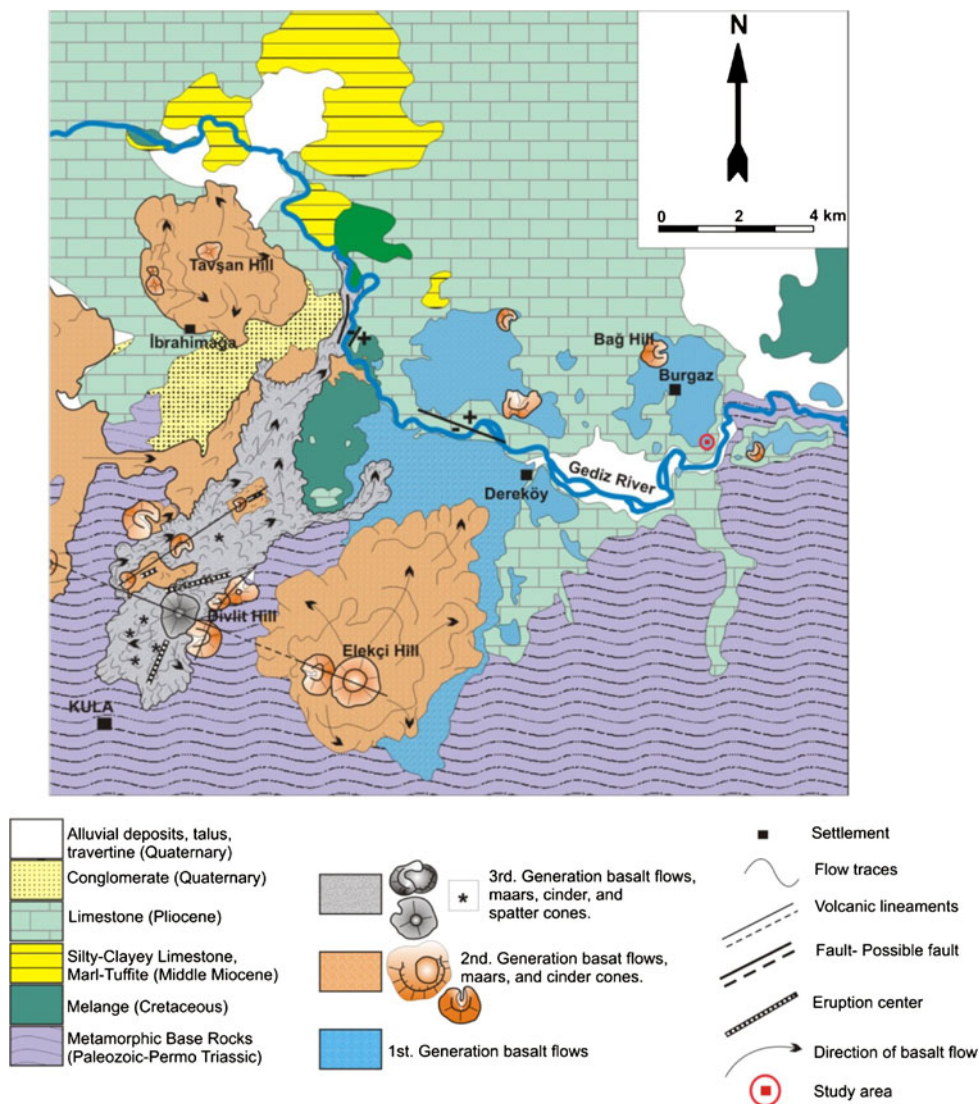 N
0 2 4 km
Tavşan Hill
İbrahimağa
Bağ Hill
Burgaz
+
-
+
-
Gediz River
Dereköy
Divlit Hill
Elekçi Hill
KULA
Alluvial deposits, talus,
travertine (Quaternary)
Conglomerate (Quaternary)
Limestone (Pliocene)
Silty-Clayey Limestone,
Marl-Tuffite (Middle Miocene)
Melange (Cretaceous)
Metamorphic Base Rocks
(Paleozoic-Permo Triassic)
*
3rd. Generation basalt flows,
maars, cinder, and
spatter cones.
2nd. Generation basat flows,
maars, and cinder cones.
1st. Generation basalt flows
Settlement
Flow traces
Volcanic lineaments
Fault- Possible fault
Eruption center
Direction of basalt flow
Study area